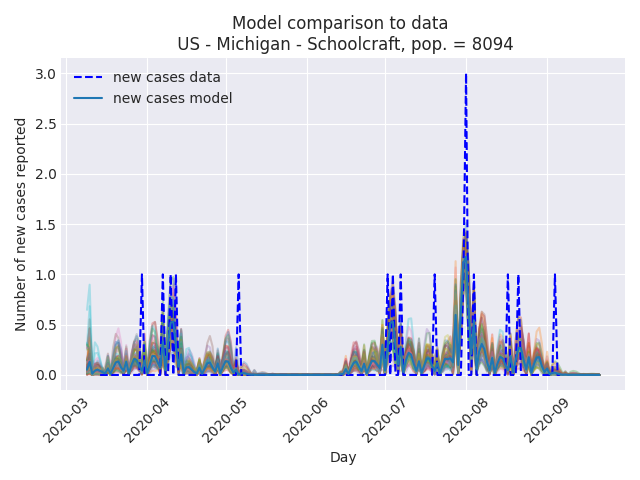 Model comparison to data
US - Michigan - Schoolcraft, pop. = 8094
new cases data
new cases model
Number of new cases reported
3.0
2.5
2.0
1.5
1.0
0.5
0.0
2020-03
2020-04
2020-05
2020-06
2020-07
2020-08
2020-09
Day